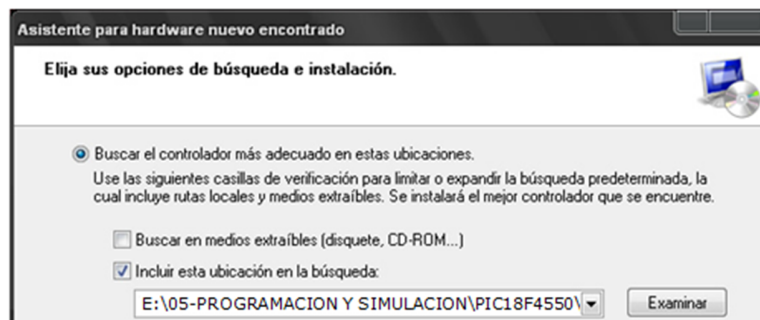 Asistente para hardware nuevo encontrado
Elija sus opciones de búsqueda e instalación.
Buscar el controlador más adecuado en estas ubicaciones.
Use las siguientes casillas de verificación para limitar o expandir la búsqueda predeterminada, la
cual incluye rutas locales y medios extraíbles. Se instalará el mejor controlador que se encuentre.
Buscar en medios extraíbles (disquete, CD-ROM...)
Incluir esta ubicación en la búsqueda:
E:\05-PROGRAMACION Y SIMULACION\PIC18F4550\ Examinar